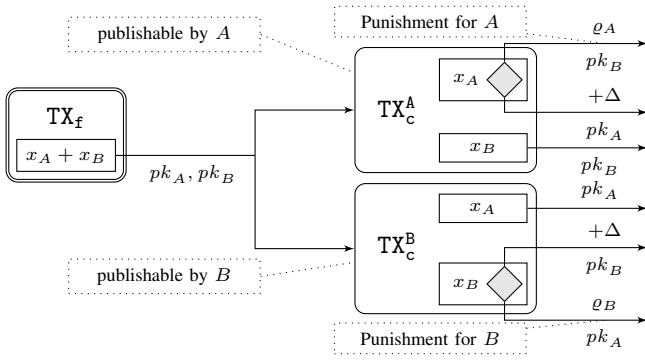 publishable by A
Punishment for A
ϱ_A
pk_B
x_A
+Δ
pk_A
TX_c^A
x_B
pk_B
TX_f
x_A + x_B
pk_A, pk_B
pk_A
x_A
TX_c^B
+Δ
pk_B
publishable by B
x_B
ϱ_B
Punishment for B
pk_A